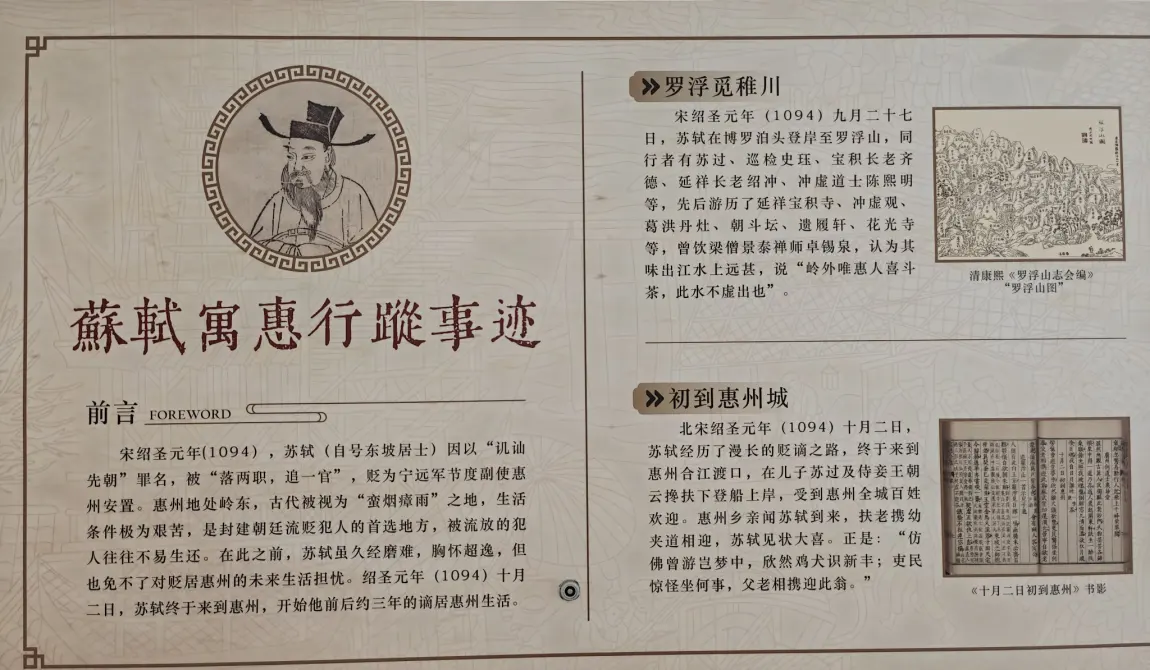 蘇軾寓惠行蹤事迹
前言 FOREWORD
宋绍圣元年(1094)，苏轼（自号东坡居士）因以“讥讪
先朝”罪名，被“落两职，追一官”，贬为宁远军节度副使惠
州安置。惠州地处岭东，古代被视为“蛮烟瘴雨”之地，生活
条件极为艰苦，是封建朝廷流贬犯人的首选地方，被流放的犯
人往往不易生还。在此之前，苏轼虽久经磨难，胸怀超逸，但
也免不了对贬居惠州的未来生活担忧。绍圣元年（1094）十月
二日，苏轼终于来到惠州，开始他前后约三年的谪居惠州生活。
罗浮觅稚川
宋绍圣元年（1094）九月二十七
日，苏轼在博罗泊头登岸至罗浮山，同
行者有苏过、巡检史珏、宝积长老齐
德、延祥长老绍冲、冲虚道士陈熙明
等，先后游历了延祥宝积寺、冲虚观、
葛洪丹灶、朝斗坛、遗履轩、花光寺
等，曾饮梁僧景泰禅师卓锡泉，认为其
味出江水上远甚，说“岭外唯惠人喜斗
茶，此水不虚出也”。
清康熙《罗浮山志会编》
“罗浮山图”
初到惠州城
北宋绍圣元年（1094）十月二日，
苏轼经历了漫长的贬谪之路，终于来到
惠州合江渡口，在儿子苏过及侍妾王朝
云搀扶下登船上岸，受到惠州全城百姓
欢迎。惠州乡亲闻苏轼到来，扶老携幼
夹道相迎，苏轼见状大喜。正是：“仿
佛曾游岂梦中，欣然鸡犬识新丰；吏民
惊怪坐何事，父老相携迎此翁。”
《十月二日初到惠州》书影